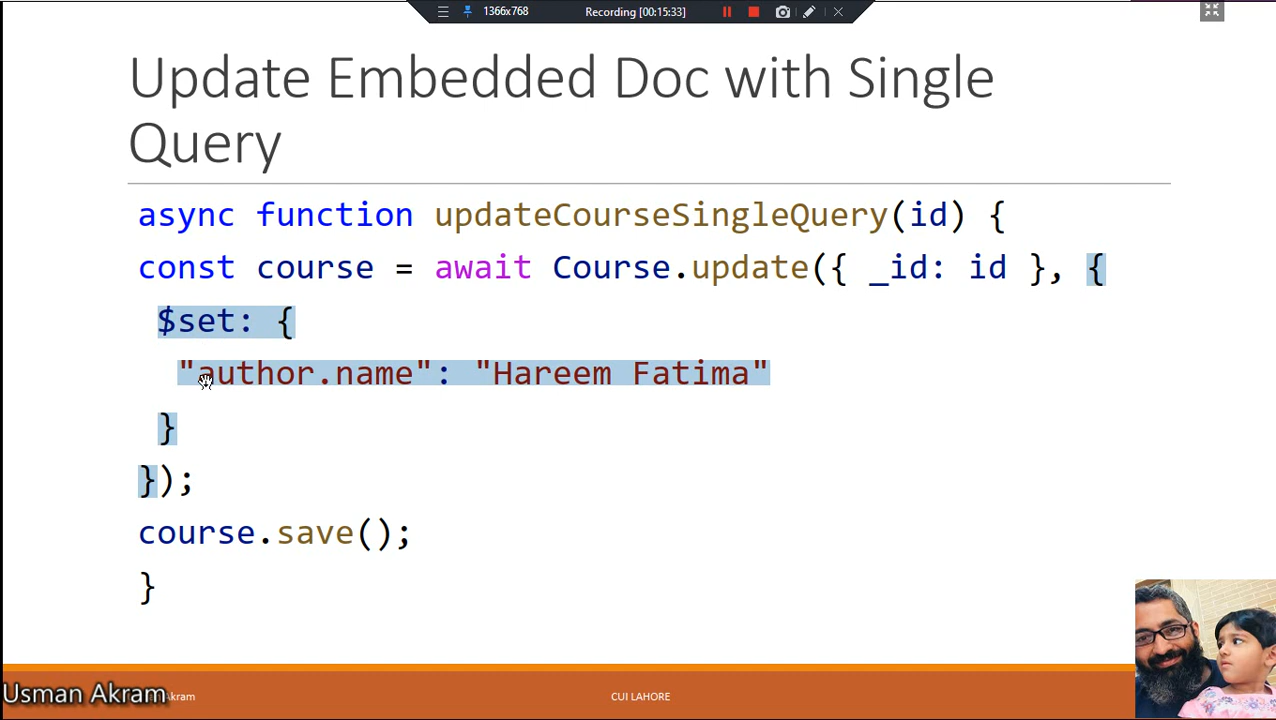 1366x768 Recording [00:15:33]
Update Embedded Doc with Single
Query
async function updateCourseSingleQuery(id) {
const course = await Course.update({ _id: id }, {
$set: {
"author.name": "Hareem Fatima"
}
});
course.save();
}
Usman Akram
Akram
CUI LAHORE